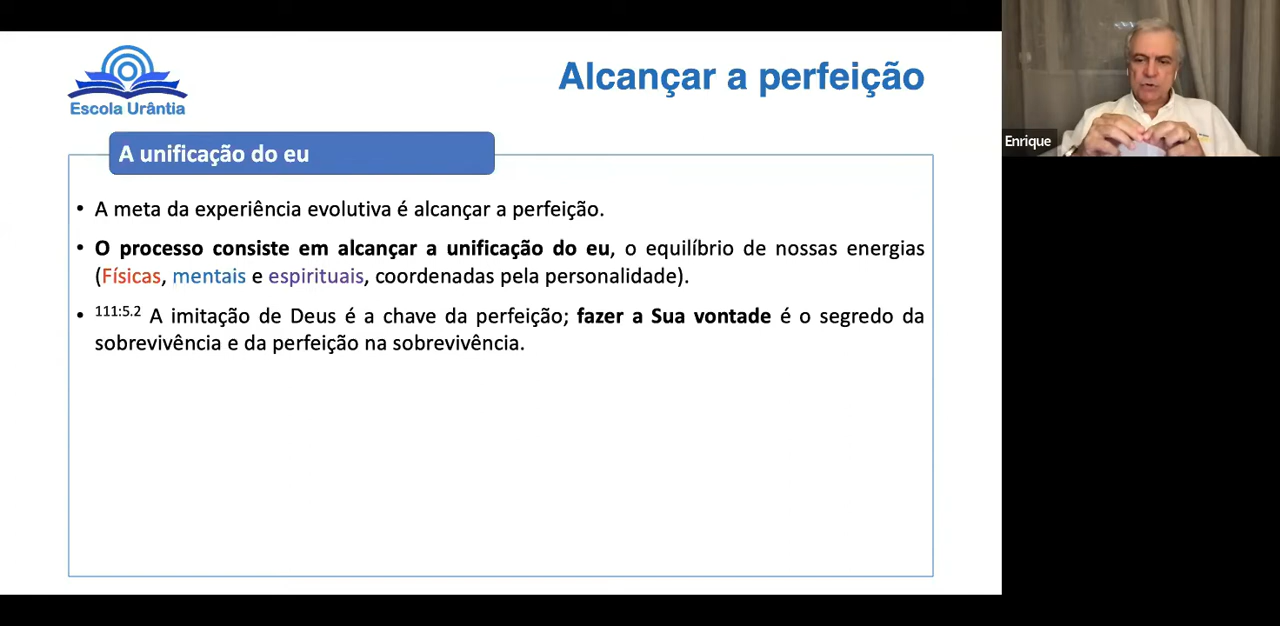 Escola Urântia
Alcançar a perfeição
Enrique
A unificação do eu
• A meta da experiência evolutiva é alcançar a perfeição.
• O processo consiste em alcançar a unificação do eu, o equilíbrio de nossas energias
(Físicas, mentais e espirituais, coordenadas pela personalidade).
• 111:5.2 A imitação de Deus é a chave da perfeição; fazer a Sua vontade é o segredo da
sobrevivência e da perfeição na sobrevivência.